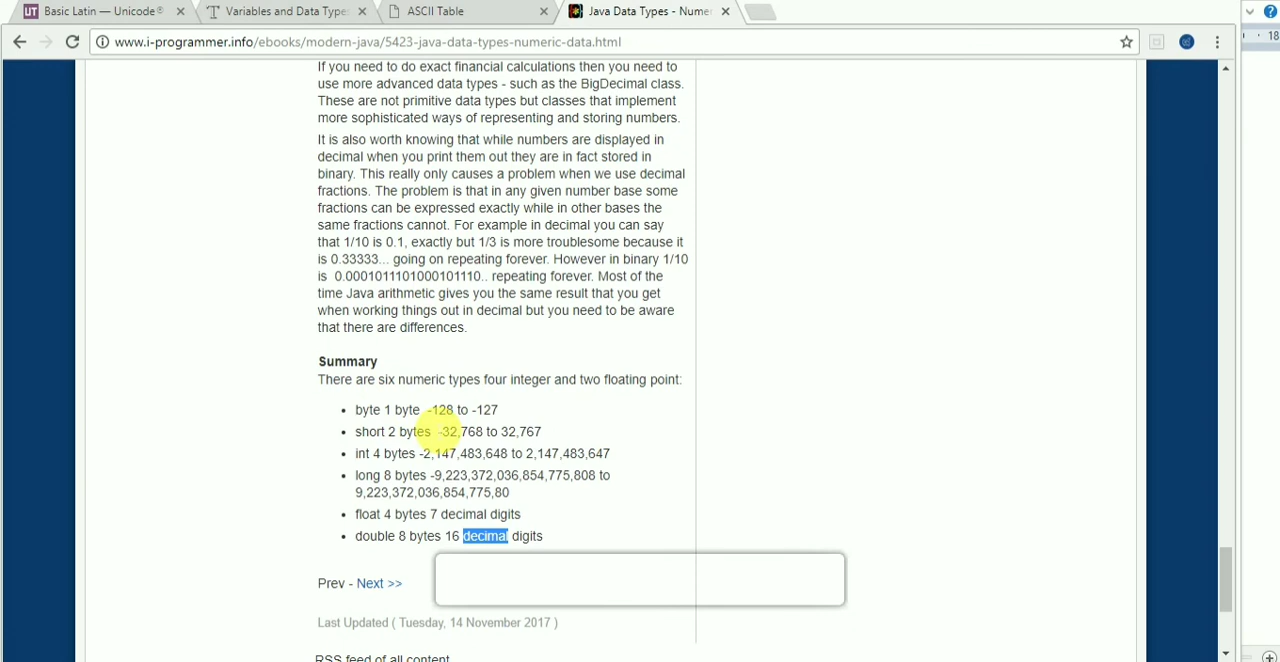 Basic Latin — Unicode®
Variables and Data Type
ASCII Table
Java Data Types - Nume
18
www.i-programmer.info/ebooks/modern-java/5423-java-data-types-numeric-data.html
If you need to do exact financial calculations then you need to
use more advanced data types - such as the BigDecimal class.
These are not primitive data types but classes that implement
more sophisticated ways of representing and storing numbers.
It is also worth knowing that while numbers are displayed in
decimal when you print them out they are in fact stored in
binary. This really only causes a problem when we use decimal
fractions. The problem is that in any given number base some
fractions can be expressed exactly while in other bases the
same fractions cannot. For example in decimal you can say
that 1/10 is 0.1, exactly but 1/3 is more troublesome because it
is 0.33333... going on repeating forever. However in binary 1/10
is 0.0001011101000101110.. repeating forever. Most of the
time Java arithmetic gives you the same result that you get
when working things out in decimal but you need to be aware
that there are differences.
Summary
There are six numeric types four integer and two floating point:
• byte 1 byte -128 to -127
• short 2 bytes -32,768 to 32,767
• int 4 bytes -2,147,483,648 to 2,147,483,647
• long 8 bytes -9,223,372,036,854,775,808 to
9,223,372,036,854,775,80
• float 4 bytes 7 decimal digits
• double 8 bytes 16 decimal digits
Prev - Next >>
Last Updated ( Tuesday, 14 November 2017 )
RSS feed of all content